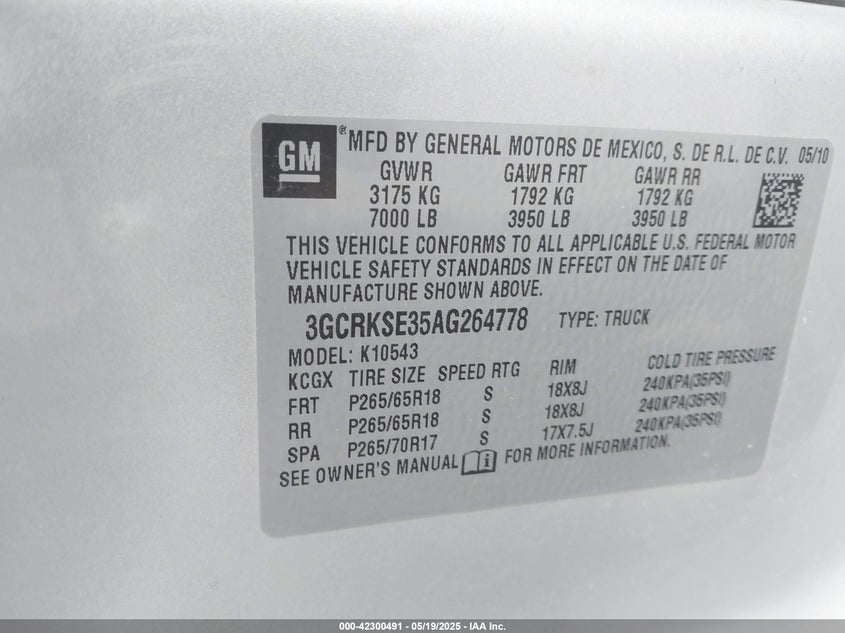 GM
® MFD BY GENERAL MOTORS DE MEXICO, S. DE R.L. DE C.V. 05/10
GVWR GAWR FRT GAWR RR
3175 KG 1792 KG 1792 KG
7000 LB 3950 LB 3950 LB
THIS VEHICLE CONFORMS TO ALL APPLICABLE U.S. FEDERAL MOTOR
VEHICLE SAFETY STANDARDS IN EFFECT ON THE DATE OF
MANUFACTURE SHOWN ABOVE.
3GCRKSE35AG264778 TYPE: TRUCK
MODEL: K10543
KCGX TIRE SIZE SPEED RTG RIM COLD TIRE PRESSURE
FRT P265/65R18 S 18X8J 240KPA(35PSI)
RR P265/65R18 S 18X8J 240KPA(35PSI)
SPA P265/70R17 S 17X7.5J 240KPA(35PSI)
SEE OWNER'S MANUAL FOR MORE INFORMATION.
000-42300491 - 05/19/2025 - IAA Inc.